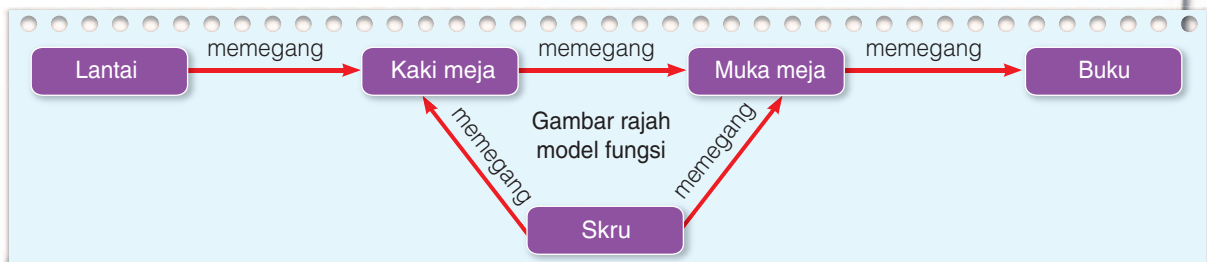 memegang memegang memegang
Lantai Kaki meja Muka meja Buku
memegang Gambar rajah memegang
model fungsi
Skru